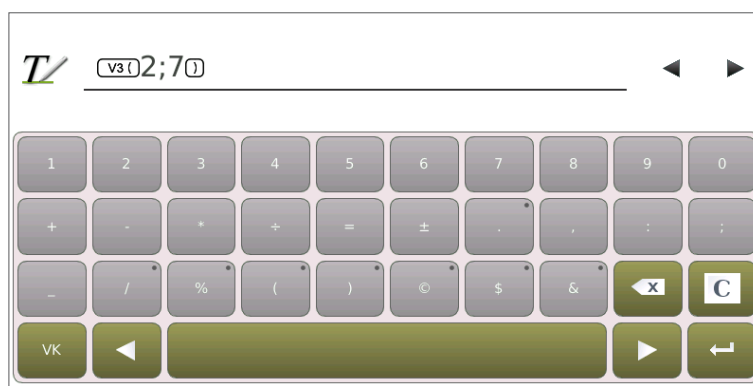 T V3 ( 2;7 )
1 2 3 4 5 6 7 8 9 0
+ - * ÷ = ± . , : ;
_ / % ( ) © $ & X C
VK